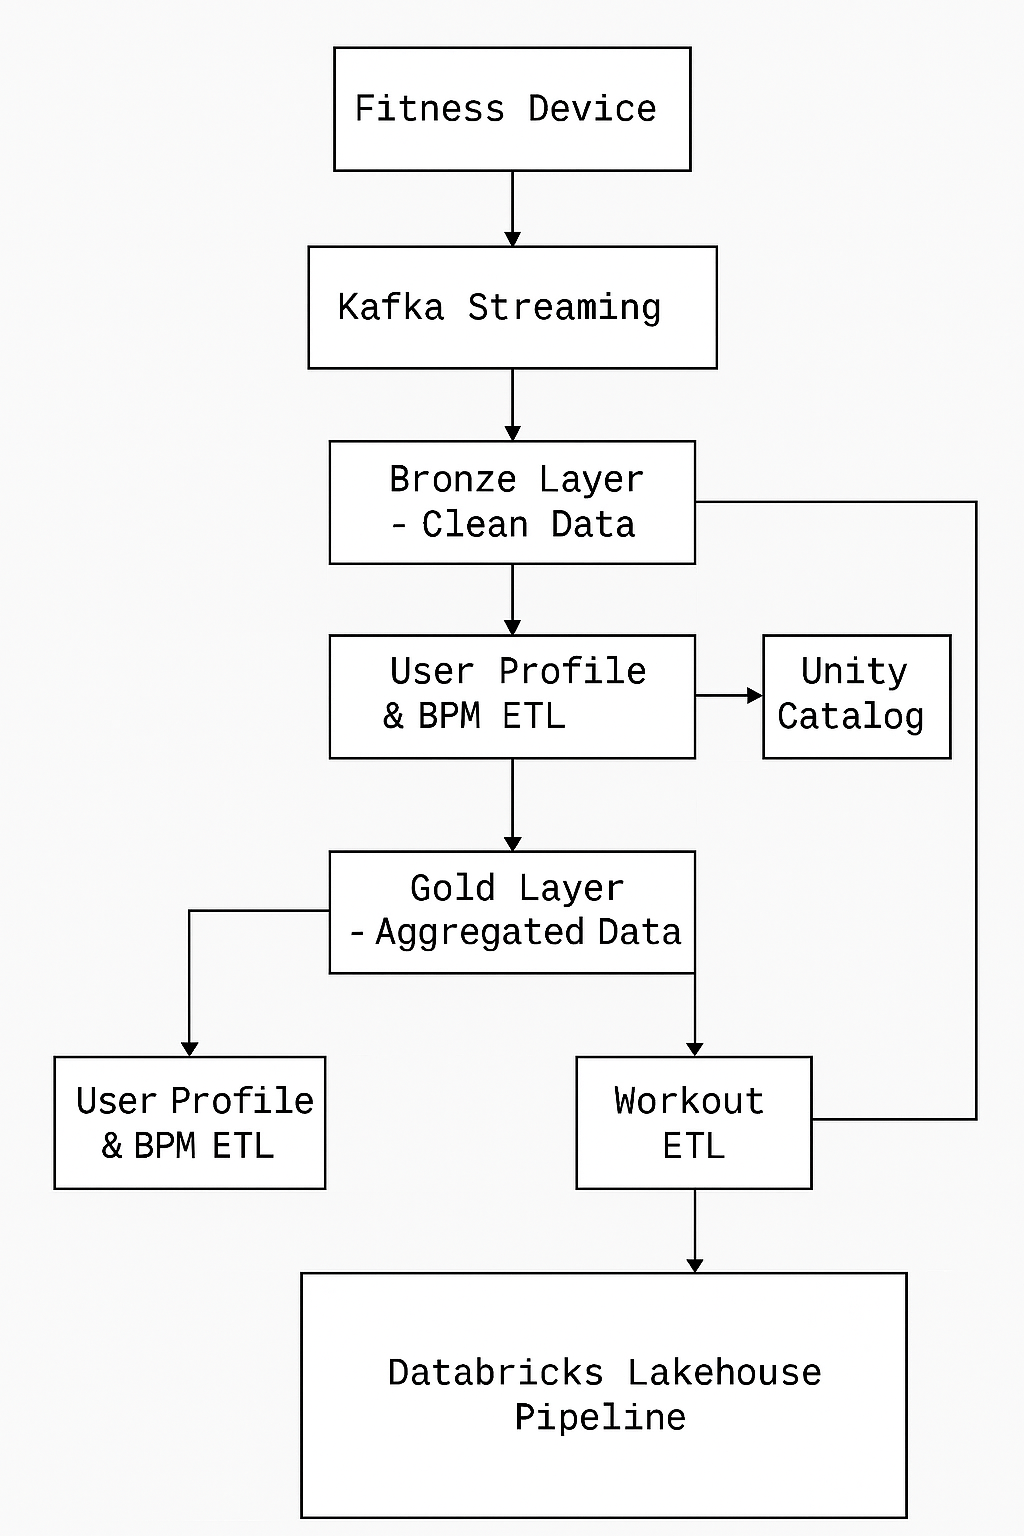 Fitness Device
Kafka Streaming
Bronze Layer
- Clean Data
User Profile
& BPM ETL
Unity
Catalog
Gold Layer
- Aggregated Data
User Profile
& BPM ETL
Workout
ETL
Databricks Lakehouse
Pipeline